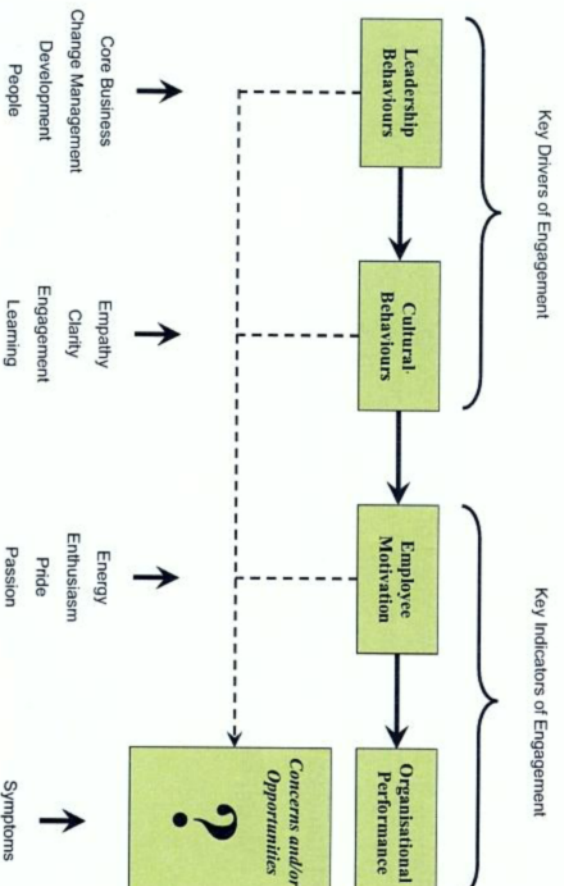 Key Drivers of Engagement
Key Indicators of Engagement
Leadership
Behaviours
Cultural
Behaviours
Employee
Motivation
Organisational
Performance
Concerns and/or
Opportunities
?
Core Business
Change Management
Development
People
Empathy
Clarity
Engagement
Learning
Energy
Enthusiasm
Pride
Passion
Symptoms